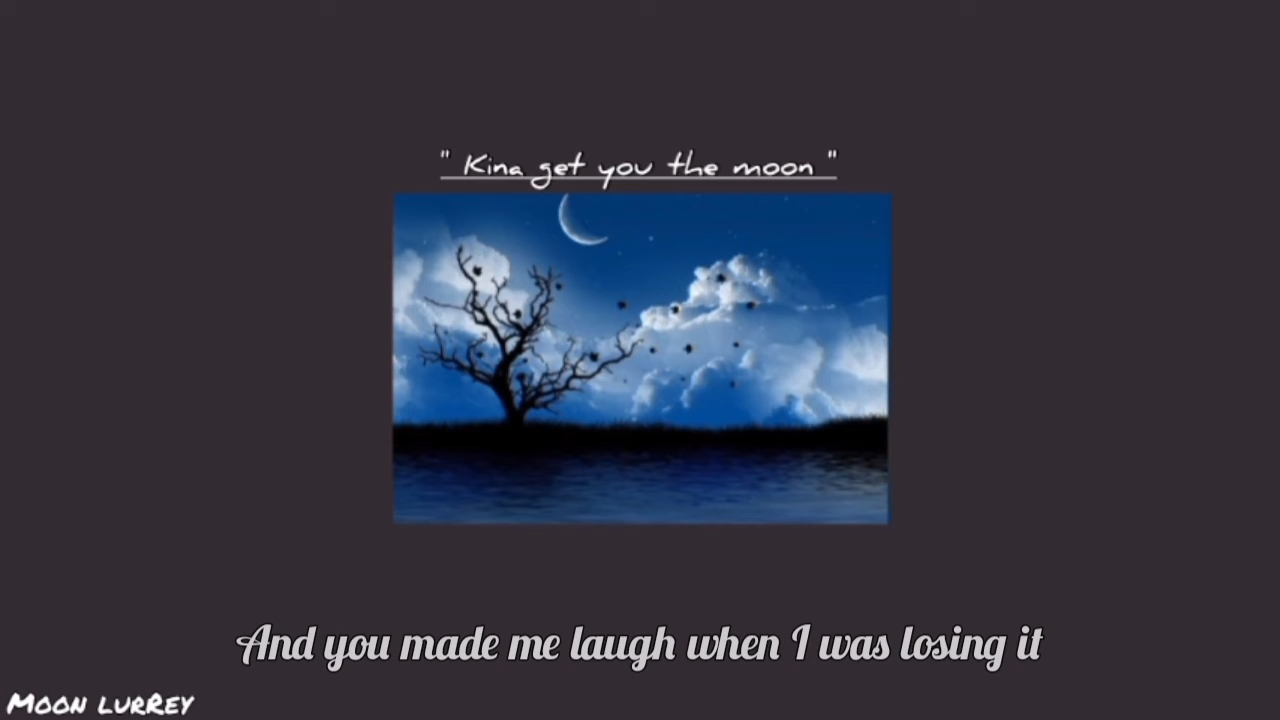 " Kina get you the moon "
And you made me laugh when I was losing it
Moon lurRey